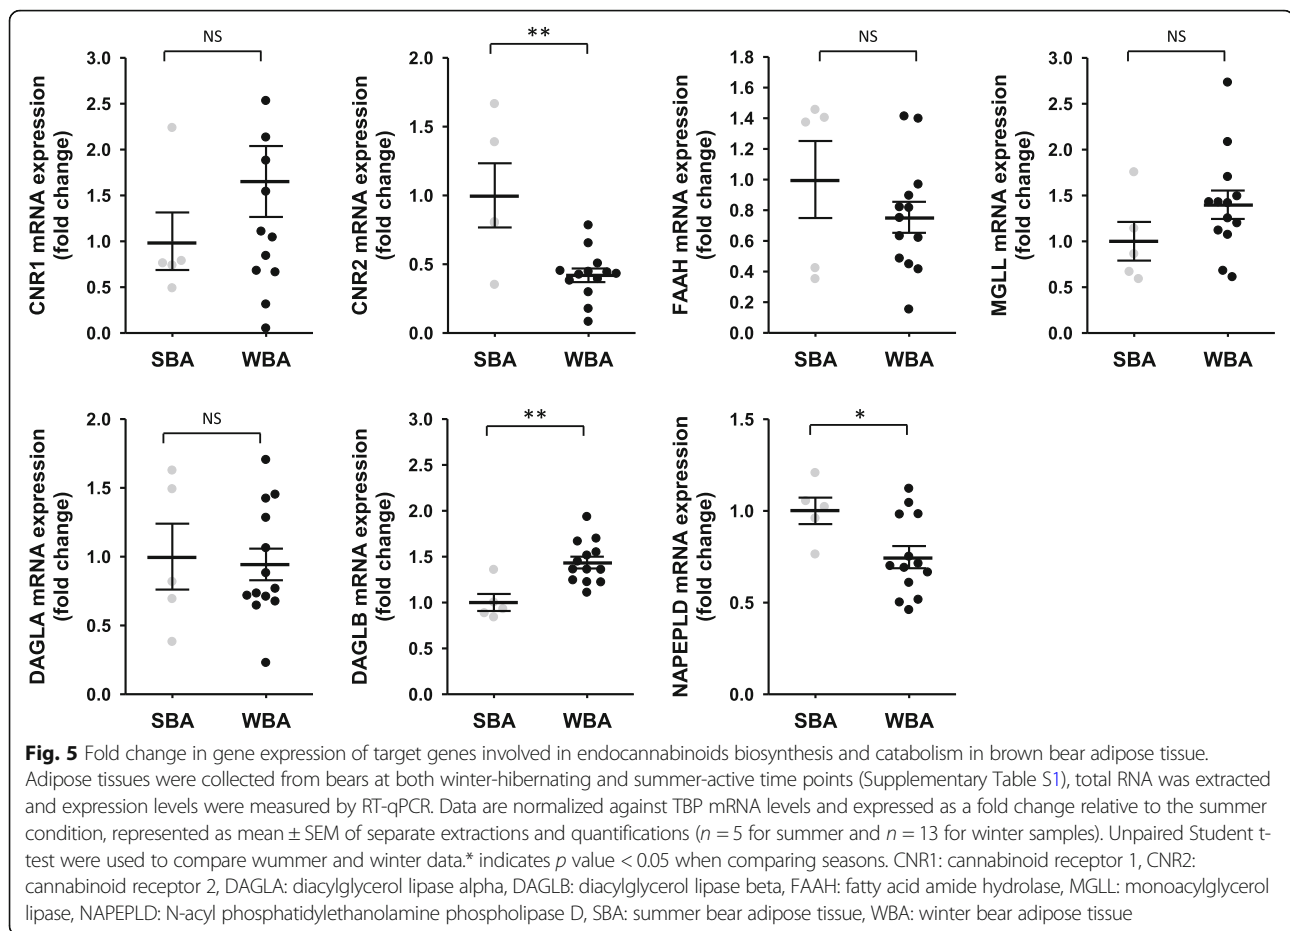 NS
CNR1 mRNA expression
(fold change)
3.0
2.5
2.0
1.5
1.0
0.5
0.0
SBA WBA
**
CNR2 mRNA expression
(fold change)
2.0
1.5
1.0
0.5
0.0
SBA WBA
NS
FAAH mRNA expression
(fold change)
1.8
1.6
1.4
1.2
1.0
0.8
0.6
0.4
0.2
0.0
SBA WBA
NS
MGLL mRNA expression
(fold change)
3.0
2.5
2.0
1.5
1.0
0.5
0.0
SBA WBA
NS
DAGLA mRNA expression
(fold change)
2.0
1.5
1.0
0.5
0.0
SBA WBA
**
DAGLB mRNA expression
(fold change)
3.0
2.5
2.0
1.5
1.0
0.5
0.0
SBA WBA
*
NAPEPLD mRNA expression
(fold change)
1.5
1.0
0.5
0.0
SBA WBA
Fig. 5 Fold change in gene expression of target genes involved in endocannabinoids biosynthesis and catabolism in brown bear adipose tissue.
Adipose tissues were collected from bears at both winter-hibernating and summer-active time points (Supplementary Table S1), total RNA was extracted
and expression levels were measured by RT-qPCR. Data are normalized against TBP mRNA levels and expressed as a fold change relative to the summer
condition, represented as mean ± SEM of separate extractions and quantifications (n = 5 for summer and n = 13 for winter samples). Unpaired Student t-
test were used to compare wummer and winter data.* indicates p value < 0.05 when comparing seasons. CNR1: cannabinoid receptor 1, CNR2:
cannabinoid receptor 2, DAGLA: diacylglycerol lipase alpha, DAGLB: diacylglycerol lipase beta, FAAH: fatty acid amide hydrolase, MGLL: monoacylglycerol
lipase, NAPEPLD: N-acyl phosphatidylethanolamine phospholipase D, SBA: summer bear adipose tissue, WBA: winter bear adipose tissue